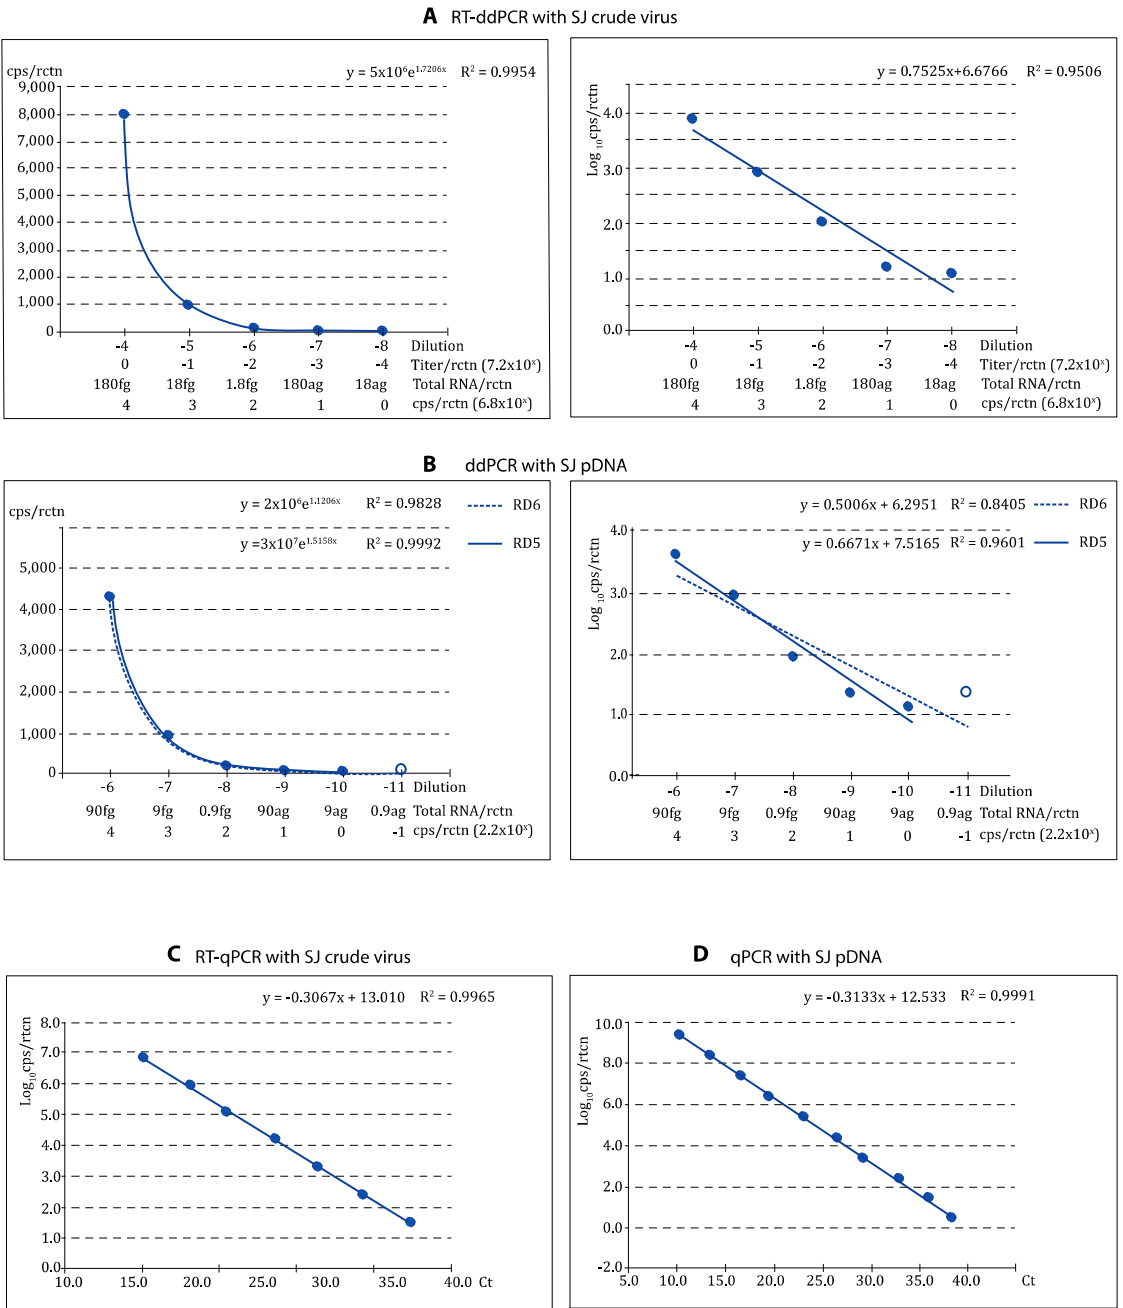 A RT-ddPCR with SJ crude virus
y = 5x10⁶e^1.7206x R² = 0.9954
cps/rctn
9,000
8,000
7,000
6,000
5,000
4,000
3,000
2,000
1,000
0
-4 -5 -6 -7 -8 Dilution
0 -1 -2 -3 -4 Titer/rctn (7.2x10ˣ)
180fg 18fg 1.8fg 180ag 18ag Total RNA/rctn
4 3 2 1 0 cps/rctn (6.8x10ˣ)
y = 0.7525x+6.6766 R² = 0.9506
Log ₁₀cps/rctn
4.0
3.0
2.0
1.0
0.0
-4 -5 -6 -7 -8 Dilution
0 -1 -2 -3 -4 Titer/rctn (7.2x10ˣ)
180fg 18fg 1.8fg 180ag 18ag Total RNA/rctn
4 3 2 1 0 cps/rctn (6.8x10ˣ)
B ddPCR with SJ pDNA
y = 2x10⁶e^1.1206x R² = 0.9828 RD6
cps/rctn
y =3x10⁷e^1.5158x R² = 0.9992 RD5
5,000
4,000
3,000
2,000
1,000
0
-6 -7 -8 -9 -10 -11 Dilution
90fg 9fg 0.9fg 90ag 9ag 0.9ag Total RNA/rctn
4 3 2 1 0 -1 cps/rctn (2.2x10ˣ)
y = 0.5006x + 6.2951 R² = 0.8405 RD6
y = 0.6671x + 7.5165 R² = 0.9601 RD5
Log ₁₀cps/rctn
4.0
3.0
2.0
1.0
0.0
-6 -7 -8 -9 -10 -11 Dilution
90fg 9fg 0.9fg 90ag 9ag 0.9ag Total RNA/rctn
4 3 2 1 0 -1 cps/rctn (2.2x10ˣ)
C RT-qPCR with SJ crude virus
y = -0.3067x + 13.010 R² = 0.9965
Log₁₀cps/rtcn
8.0
7.0
6.0
5.0
4.0
3.0
2.0
1.0
0.0
10.0 15.0 20.0 25.0 30.0 35.0 40.0 Ct
D qPCR with SJ pDNA
y = -0.3133x + 12.533 R² = 0.9991
Log₁₀cps/rtcn
10.0
8.0
6.0
4.0
2.0
0.0
-2.0
5.0 10.0 15.0 20.0 25.0 30.0 35.0 40.0 Ct